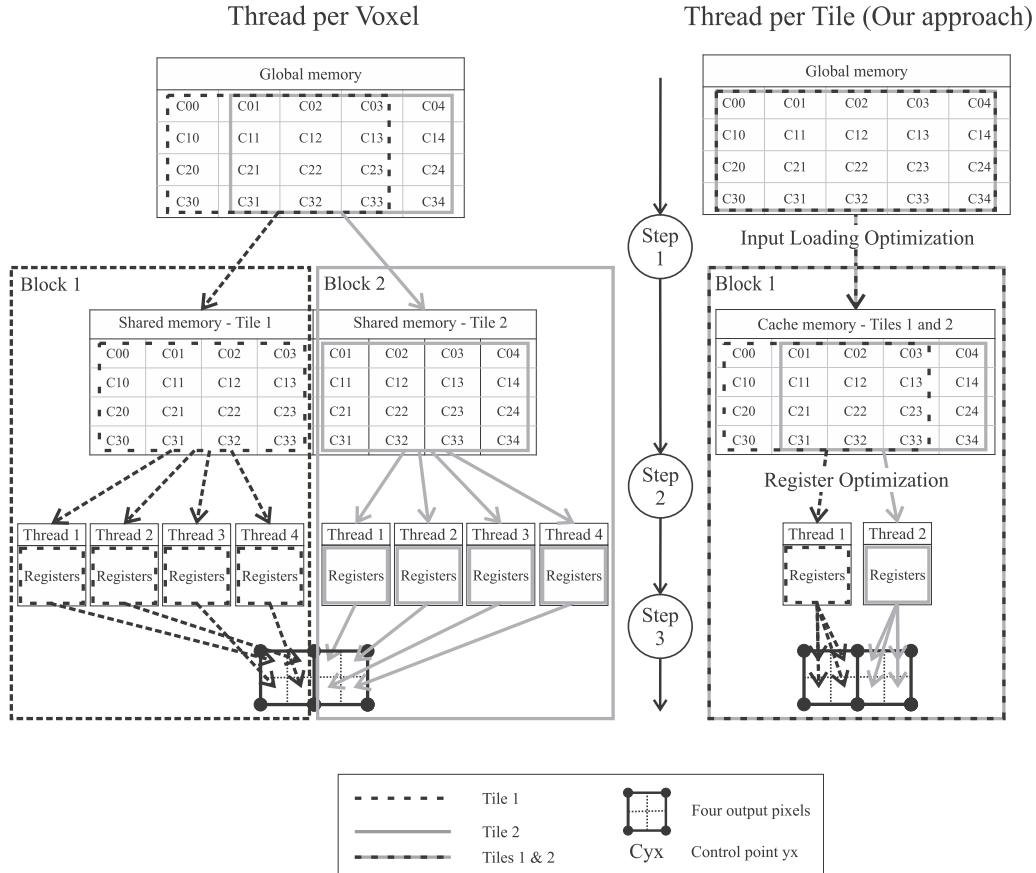 Thread per Voxel
Thread per Tile (Our approach)
Global memory
C00 C01 C02 C03 C04
C10 C11 C12 C13 C14
C20 C21 C22 C23 C24
C30 C31 C32 C33 C34
Global memory
C00 C01 C02 C03 C04
C10 C11 C12 C13 C14
C20 C21 C22 C23 C24
C30 C31 C32 C33 C34
Step
1
Input Loading Optimization
Block 1
Block 2
Block 1
Shared memory - Tile 1
C00 C01 C02 C03
C10 C11 C12 C13
C20 C21 C22 C23
C30 C31 C32 C33
Shared memory - Tile 2
C01 C02 C03 C04
C11 C12 C13 C14
C21 C22 C23 C24
C31 C32 C33 C34
Cache memory - Tiles 1 and 2
C00 C01 C02 C03 C04
C10 C11 C12 C13 C14
C20 C21 C22 C23 C24
C30 C31 C32 C33 C34
Step
2
Register Optimization
Thread 1 Thread 2 Thread 3 Thread 4
Registers Registers Registers Registers
Thread 1 Thread 2 Thread 3 Thread 4
Registers Registers Registers Registers
Thread 1 Thread 2
Registers Registers
Step
3
Tile 1
Tile 2
Tiles 1 & 2
Four output pixels
Cyx Control point yx